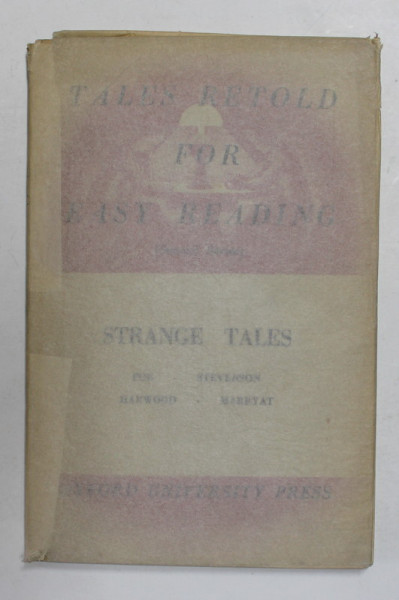 TALES RETOLD
FOR
EASY READING
STRANGE TALES
POE STEVENSON
HARWOOD - MARRYAT
OXFORD UNIVERSITY PRESS